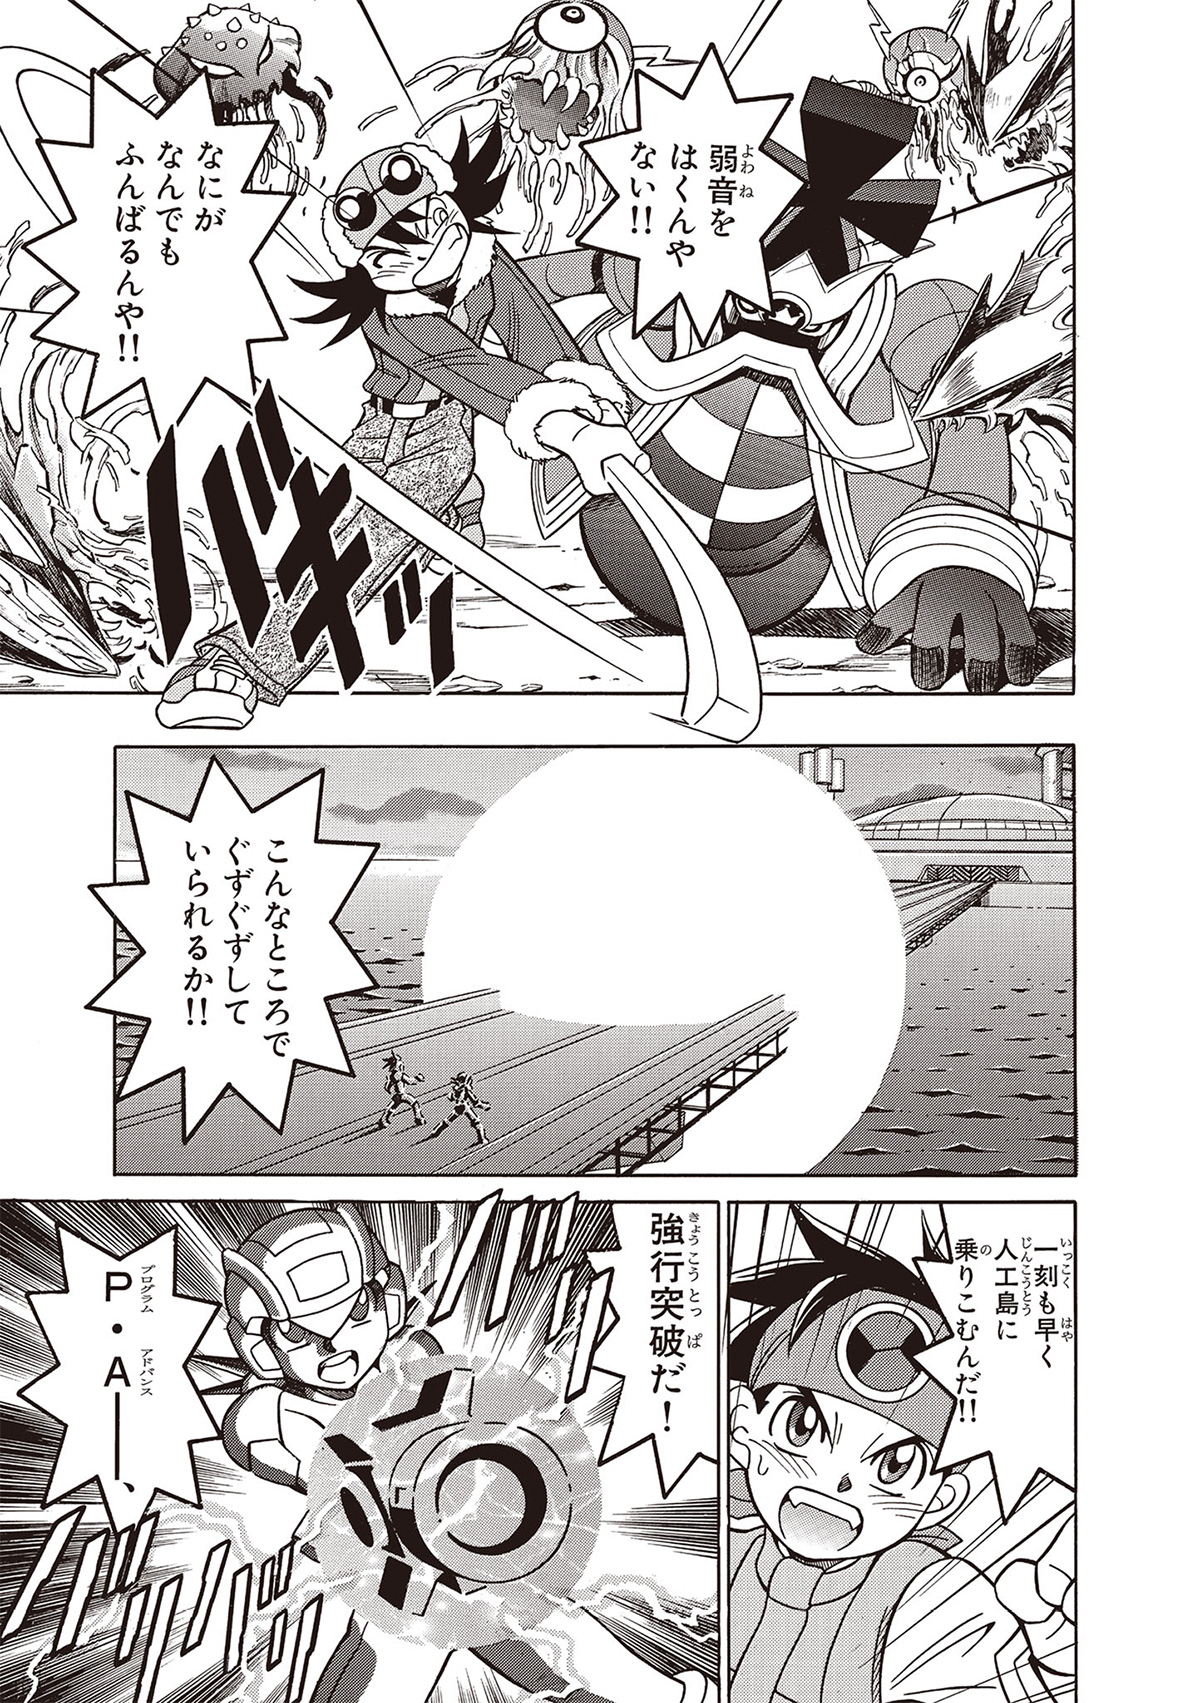 弱音を
はくんや
ない!!
なにが
なんでも
ふんばるんや!!
バキッ
こんなところで
ぐずぐずして
いられるか!!
一刻も早く
人工島に
乗りこむんだ!!
強行突破だ!
P・A――、